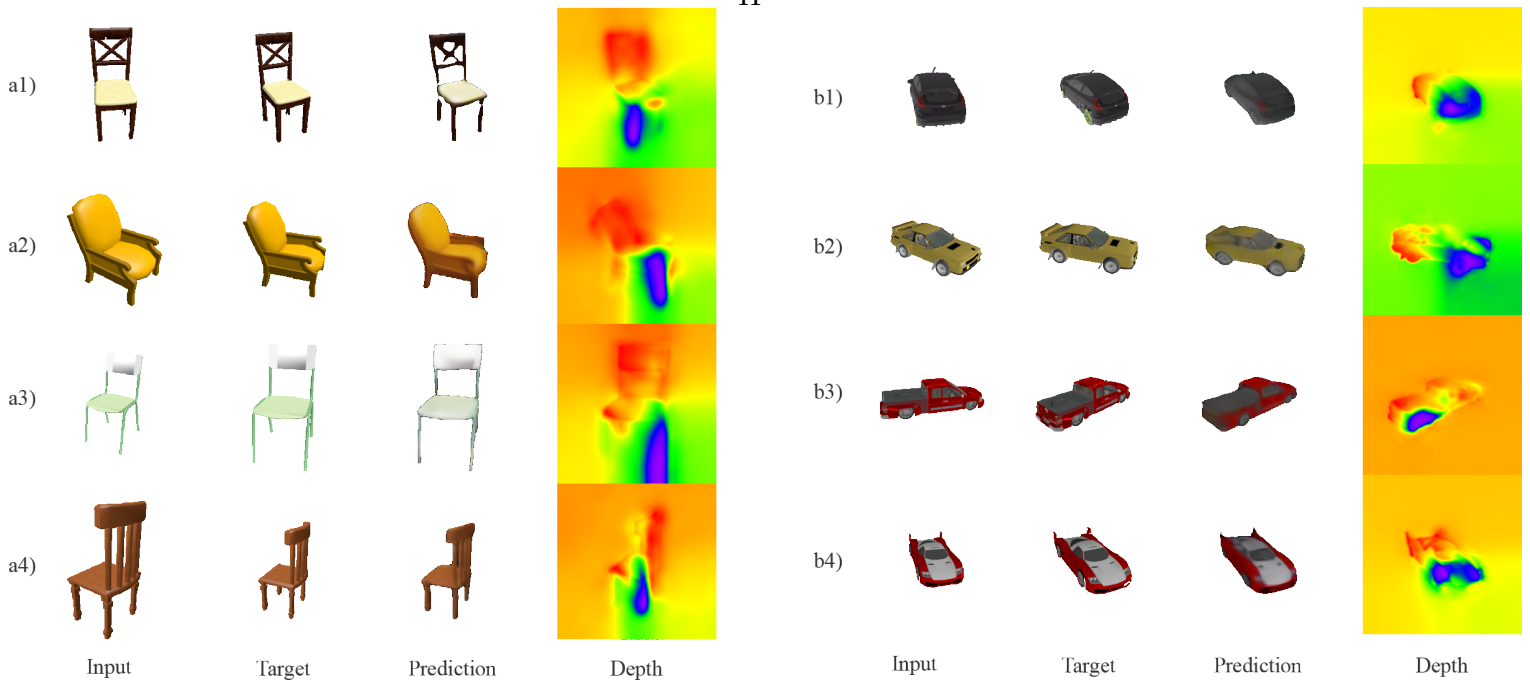 a1)
a2)
a3)
a4)
Input Target Prediction Depth
b1)
b2)
b3)
b4)
Input Target Prediction Depth